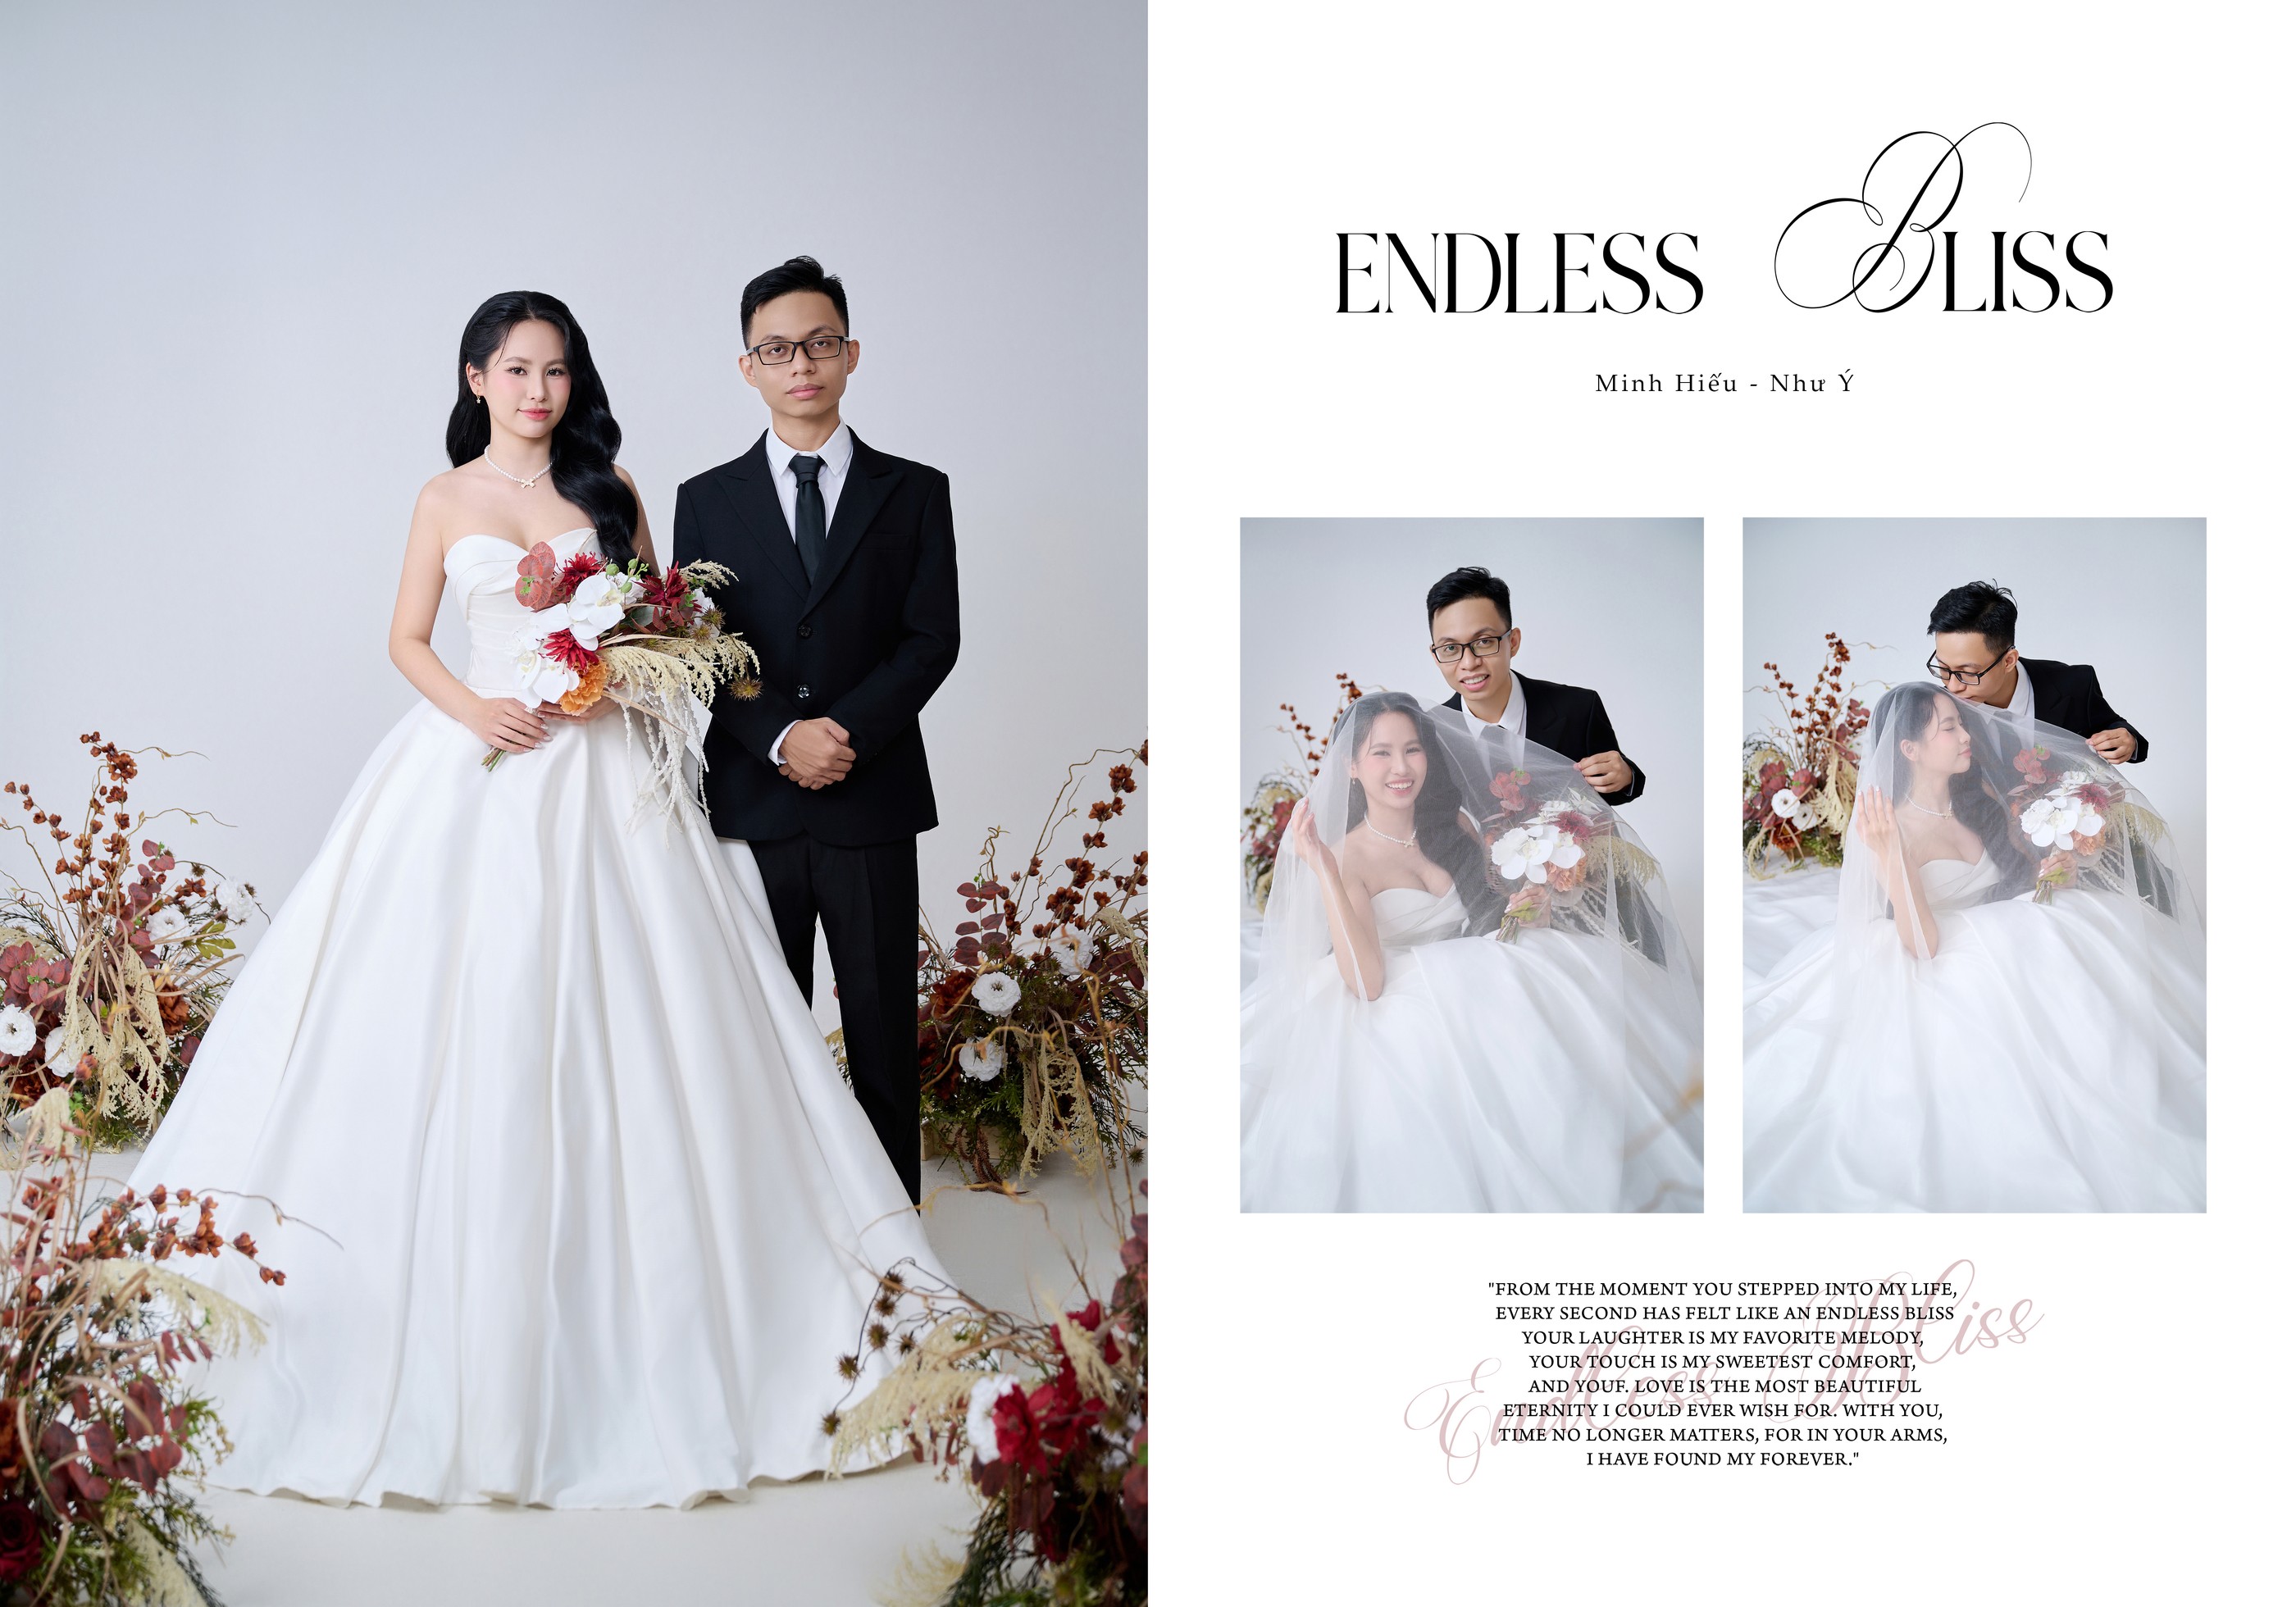 ENDLESS BLISS
Minh Hiếu - Như Ý
"FROM THE MOMENT YOU STEPPED INTO MY LIFE,
EVERY SECOND HAS FELT LIKE AN ENDLESS BLISS
YOUR LAUGHTER IS MY FAVORITE MELODY,
YOUR TOUCH IS MY SWEETEST COMFORT,
AND YOUF. LOVE IS THE MOST BEAUTIFUL
ETERNITY I COULD EVER WISH FOR. WITH YOU,
TIME NO LONGER MATTERS, FOR IN YOUR ARMS,
I HAVE FOUND MY FOREVER."
Endless Bliss